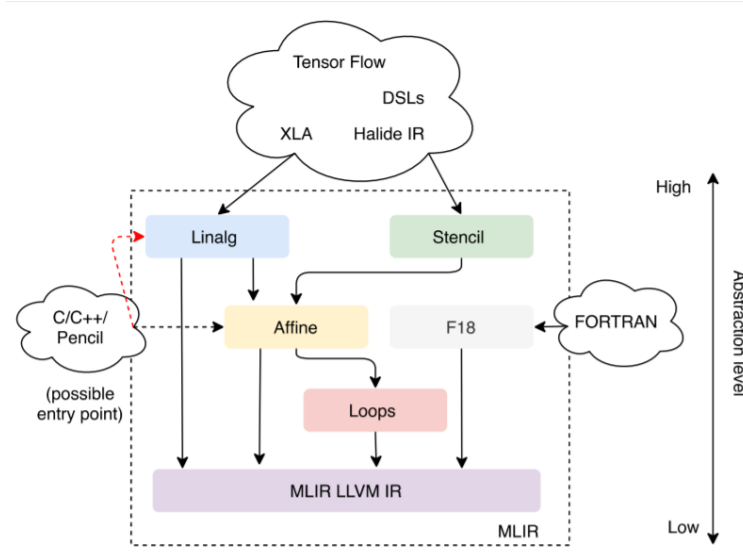 Tensor Flow
DSLs
XLA
Halide IR
High
Linalg
Stencil
C/C++/
Pencil
Affine
F18
FORTRAN
Abstraction level
(possible
entry point)
Loops
MLIR LLVM IR
MLIR
Low